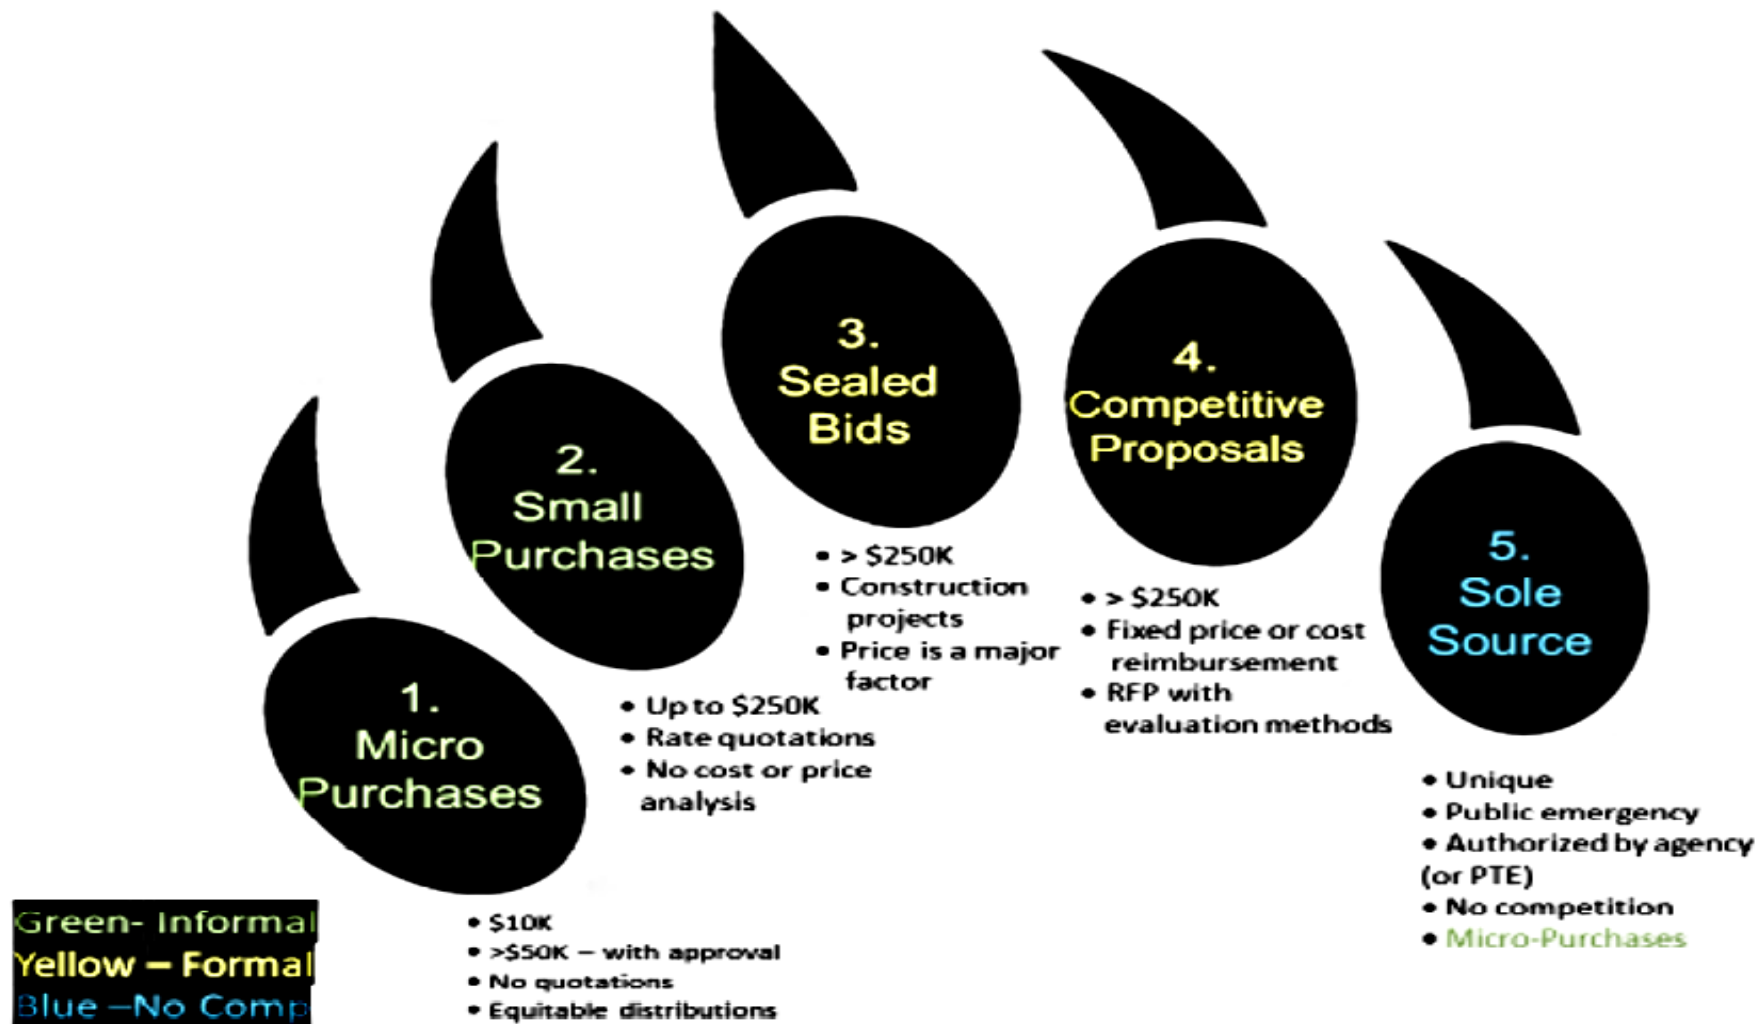 1.
Micro
Purchases
• $10K
• >$50K – with approval
• No quotations
• Equitable distributions
2.
Small
Purchases
• Up to $250K
• Rate quotations
• No cost or price
analysis
3.
Sealed
Bids
• > $250K
• Construction
projects
• Price is a major
factor
4.
Competitive
Proposals
• > $250K
• Fixed price or cost
reimbursement
• RFP with
evaluation methods
5.
Sole
Source
• Unique
• Public emergency
• Authorized by agency
(or PTE)
• No competition
• Micro-Purchases
Green- Informal
Yellow – Formal
Blue –No Comp